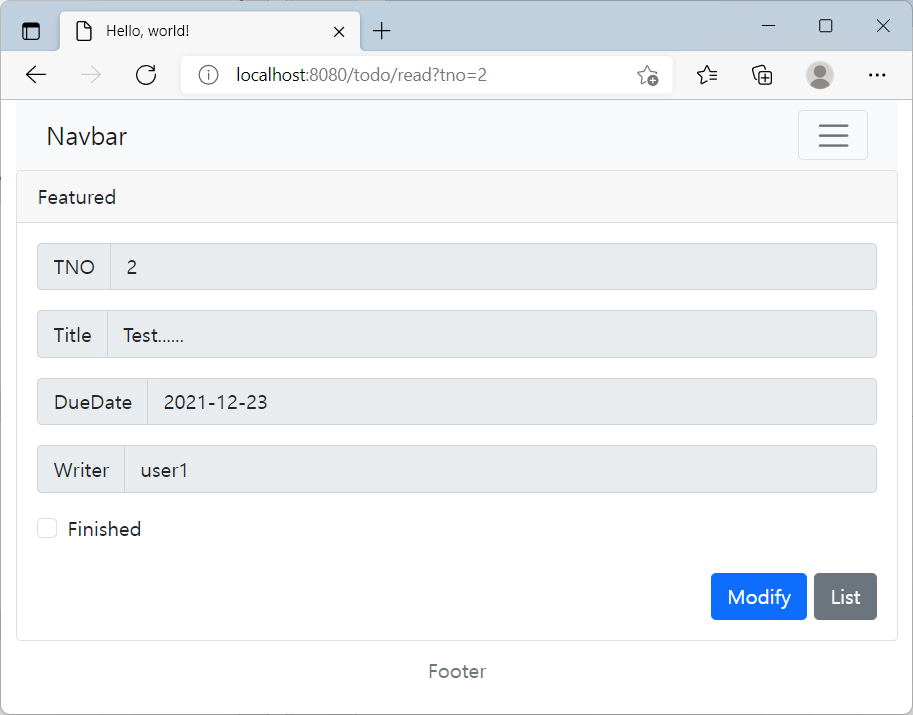 Hello, world!
localhost:8080/todo/read?tno=2
Navbar
Featured
TNO 2
Title Test......
DueDate 2021-12-23
Writer user1
Finished
Modify List
Footer